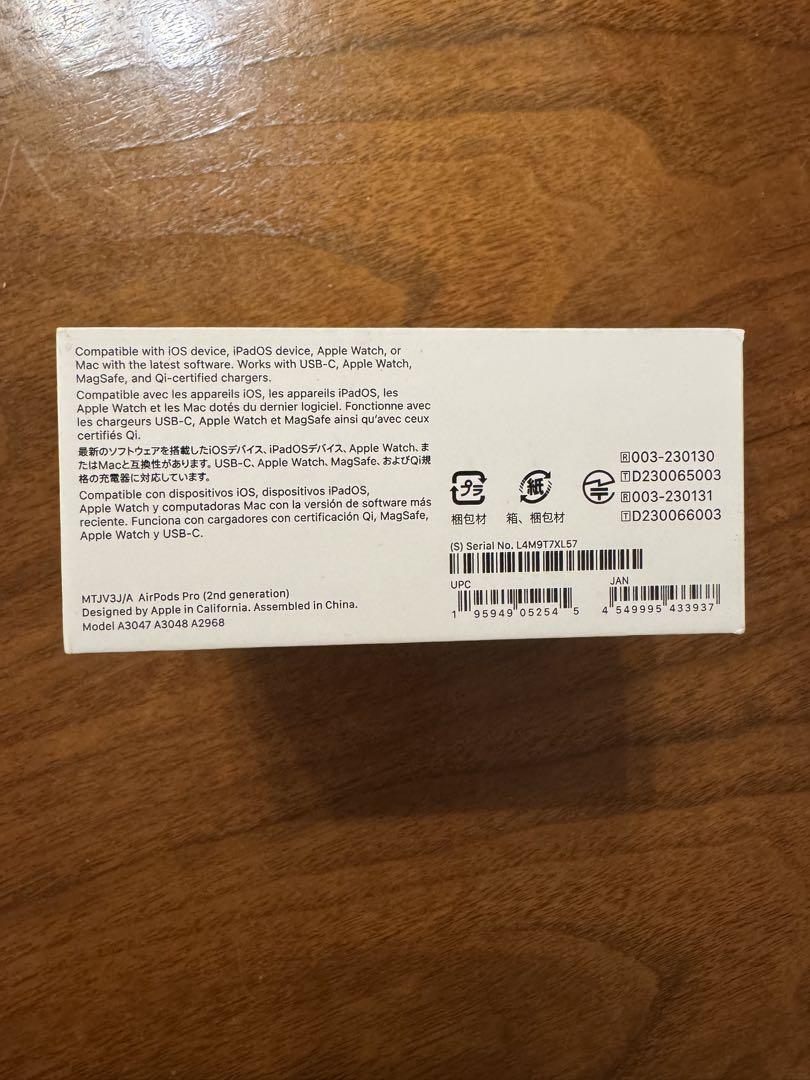 Compatible with iOS device, iPadOS device, Apple Watch, or
Mac with the latest software. Works with USB-C, Apple Watch,
MagSafe, and Qi-certified chargers.
Compatible avec les appareils iOS, les appareils iPadOS, les
Apple Watch et les Mac dotés du dernier logiciel. Fonctionne avec
les chargeurs USB-C, Apple Watch et MagSafe ainsi qu'avec ceux
certifiés Qi.
最新のソフトウェアを搭載したiOSデバイス、iPadOSデバイス、Apple Watch、ま
たはMacと互換性があります。USB-C、Apple Watch、MagSafe、およびQi規
格の充電器に対応しています。
Compatible con dispositivos iOS, dispositivos iPadOS,
Apple Watch y computadoras Mac con la versión de software más
reciente. Funciona con cargadores con certificación Qi, MagSafe,
Apple Watch y USB-C.
MTJV3J/A AirPods Pro (2nd generation)
Designed by Apple in California. Assembled in China.
Model A3047 A3048 A2968
プラ
梱包材
紙
箱、梱包材
R 003-230130
T D230065003
R 003-230131
T D230066003
(S) Serial No. L4M9T7XL57
UPC
1 95949 05254 5
JAN
4 549995 433937